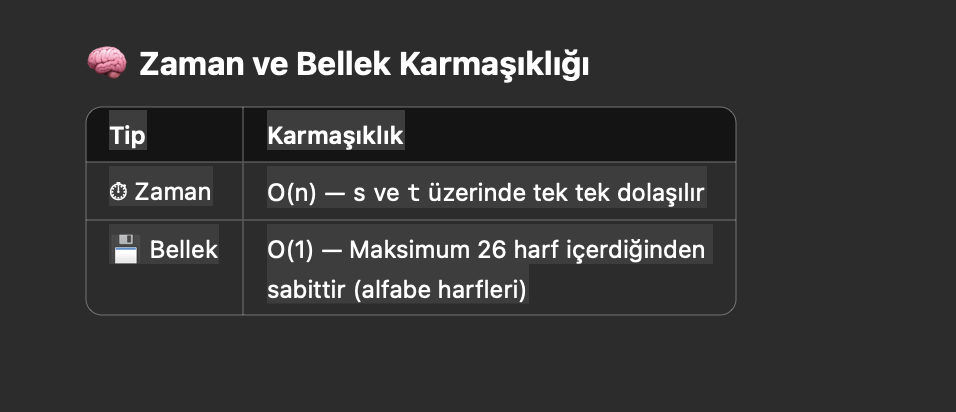 🧠 Zaman ve Bellek Karmaşıklığı
Tip
Karmaşıklık
⏱ Zaman
O(n) — s ve t üzerinde tek tek dolaşılır
💾 Bellek
O(1) — Maksimum 26 harf içerdiğinden
sabittir (alfabe harfleri)